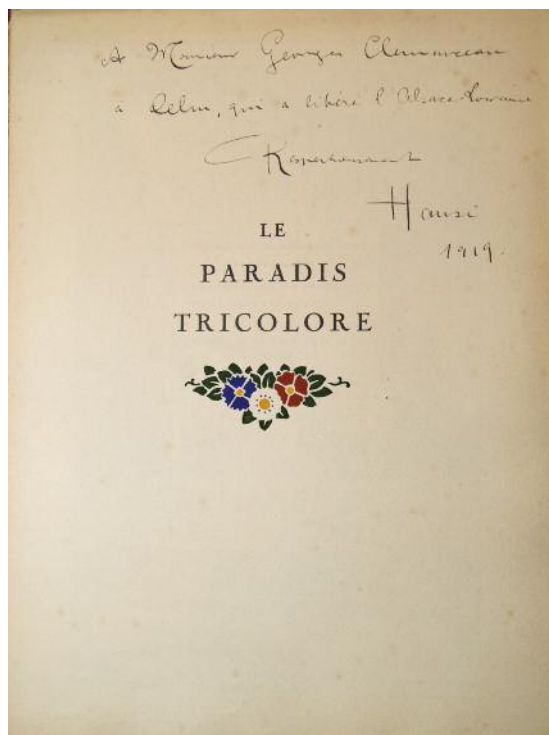 A Monsieur Georges Clemenceau
à Celui, qui a libéré l'Alsace-Lorraine
Respectueusement
Hansi
1919.
LE
PARADIS
TRICOLORE